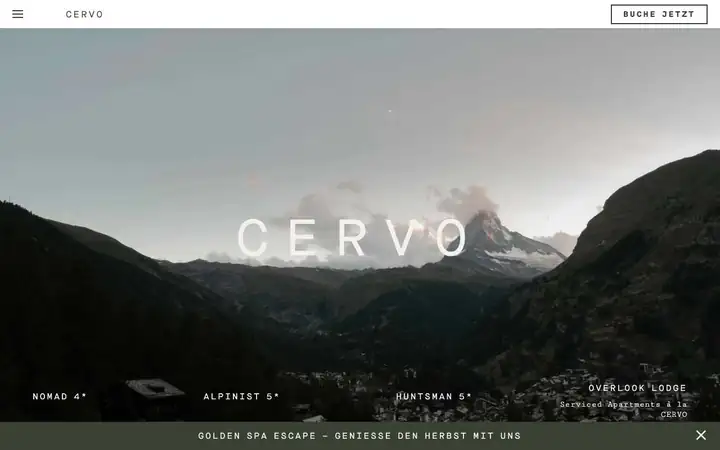 CERVO
BUCHE JETZT
CERVO
NOMAD 4*
ALPINIST 5*
HUNTSMAN 5*
OVERLOOK LODGE
Serviced Apartments à la
CERVO
GOLDEN SPA ESCAPE – GENIESSE DEN HERBST MIT UNS